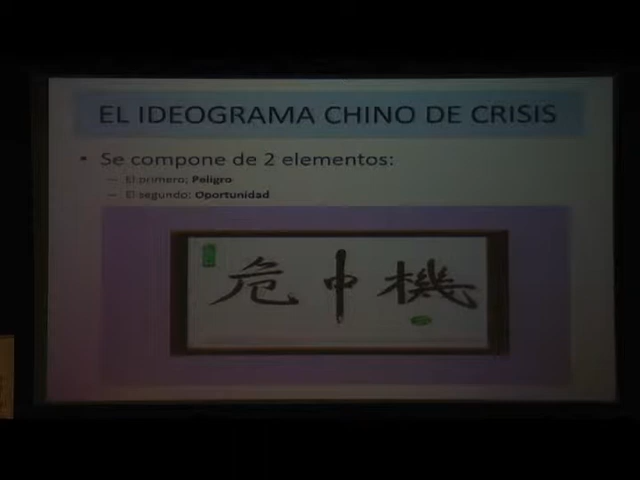 EL IDEOGRAMA CHINO DE CRISIS
• Se compone de 2 elementos:
– El primero: Peligro
– El segundo: Oportunidad
危中機